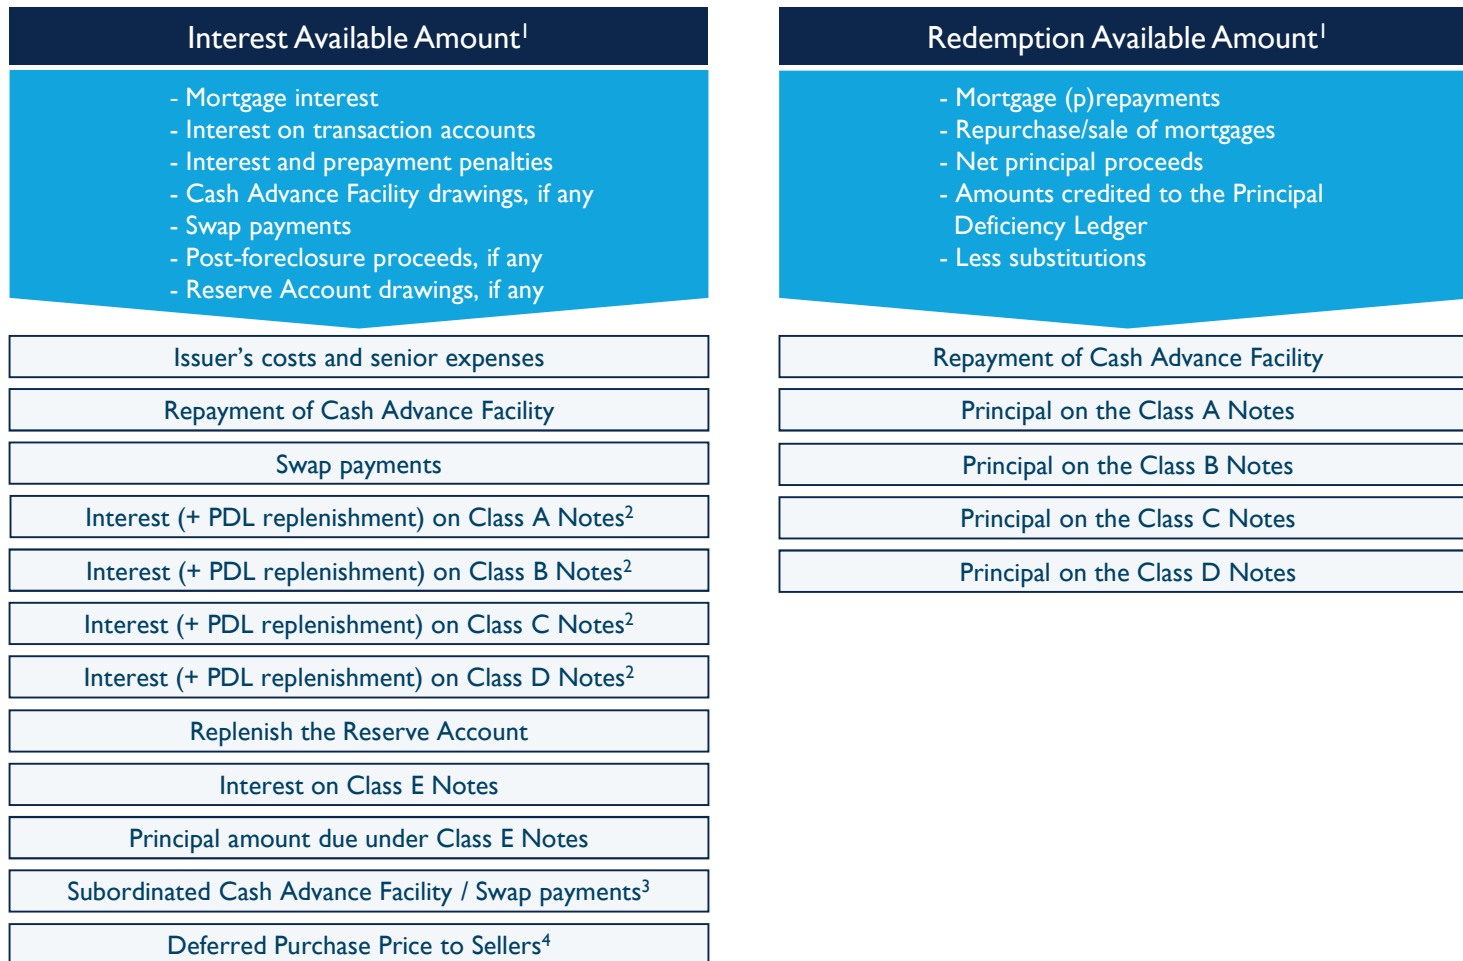 Interest Available Amount¹
- Mortgage interest
- Interest on transaction accounts
- Interest and prepayment penalties
- Cash Advance Facility drawings, if any
- Swap payments
- Post-foreclosure proceeds, if any
- Reserve Account drawings, if any
Issuer’s costs and senior expenses
Repayment of Cash Advance Facility
Swap payments
Interest (+ PDL replenishment) on Class A Notes²
Interest (+ PDL replenishment) on Class B Notes²
Interest (+ PDL replenishment) on Class C Notes²
Interest (+ PDL replenishment) on Class D Notes²
Replenish the Reserve Account
Interest on Class E Notes
Principal amount due under Class E Notes
Subordinated Cash Advance Facility / Swap payments³
Deferred Purchase Price to Sellers⁴
Redemption Available Amount¹
- Mortgage (p)repayments
- Repurchase/sale of mortgages
- Net principal proceeds
- Amounts credited to the Principal
Deficiency Ledger
- Less substitutions
Repayment of Cash Advance Facility
Principal on the Class A Notes
Principal on the Class B Notes
Principal on the Class C Notes
Principal on the Class D Notes